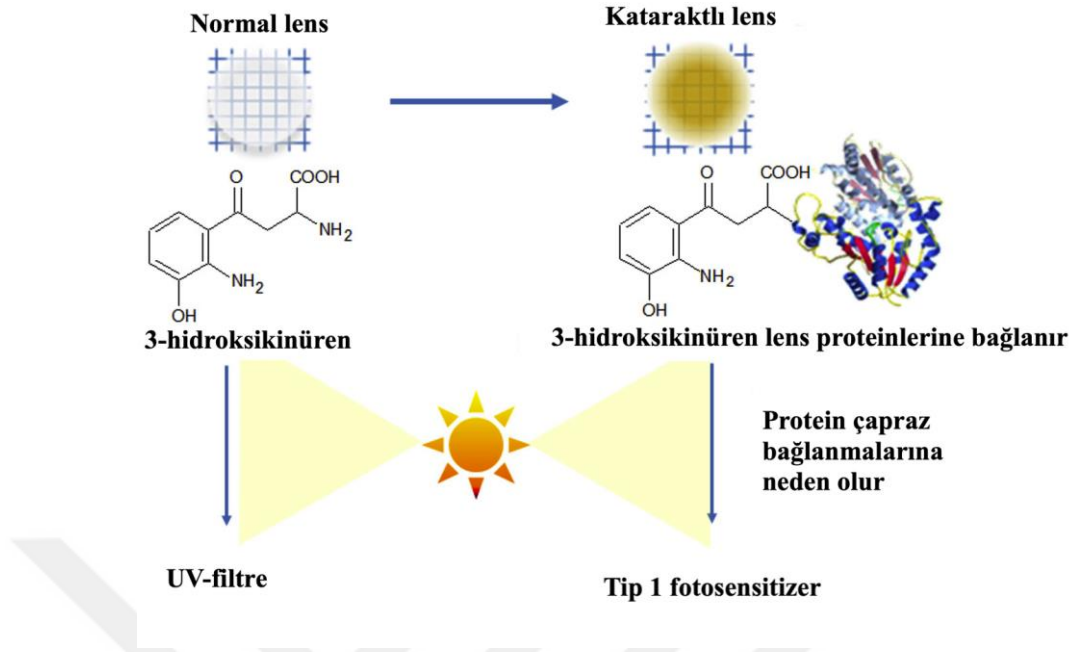 Normal lens
Kataraktlı lens
O
COOH
NH2
NH2
OH
O
COOH
NH2
OH
3-hidroksikinüren
3-hidroksikinüren lens proteinlerine bağlanır
Protein çapraz
bağlanmalarına
neden olur
UV-filtre
Tip 1 fotosensitizer